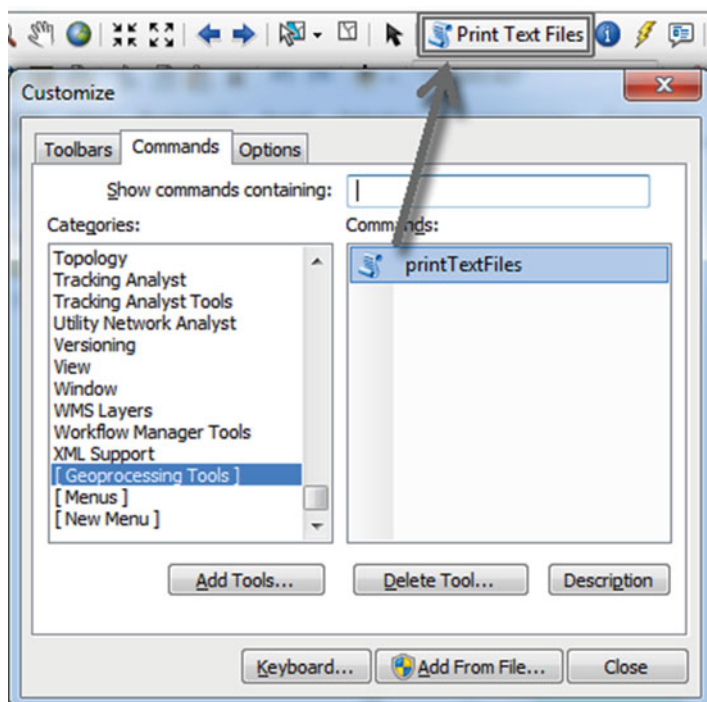 Print Text Files
Customize
Toolbars Commands Options
Show commands containing:
Categories:
Commands:
Topology
Tracking Analyst
Tracking Analyst Tools
Utility Network Analyst
Versioning
View
Window
WMS Layers
Workflow Manager Tools
XML Support
[ Geoprocessing Tools ]
[ Menus ]
[ New Menu ]
printTextFiles
Add Tools... Delete Tool... Description
Keyboard... Add From File... Close